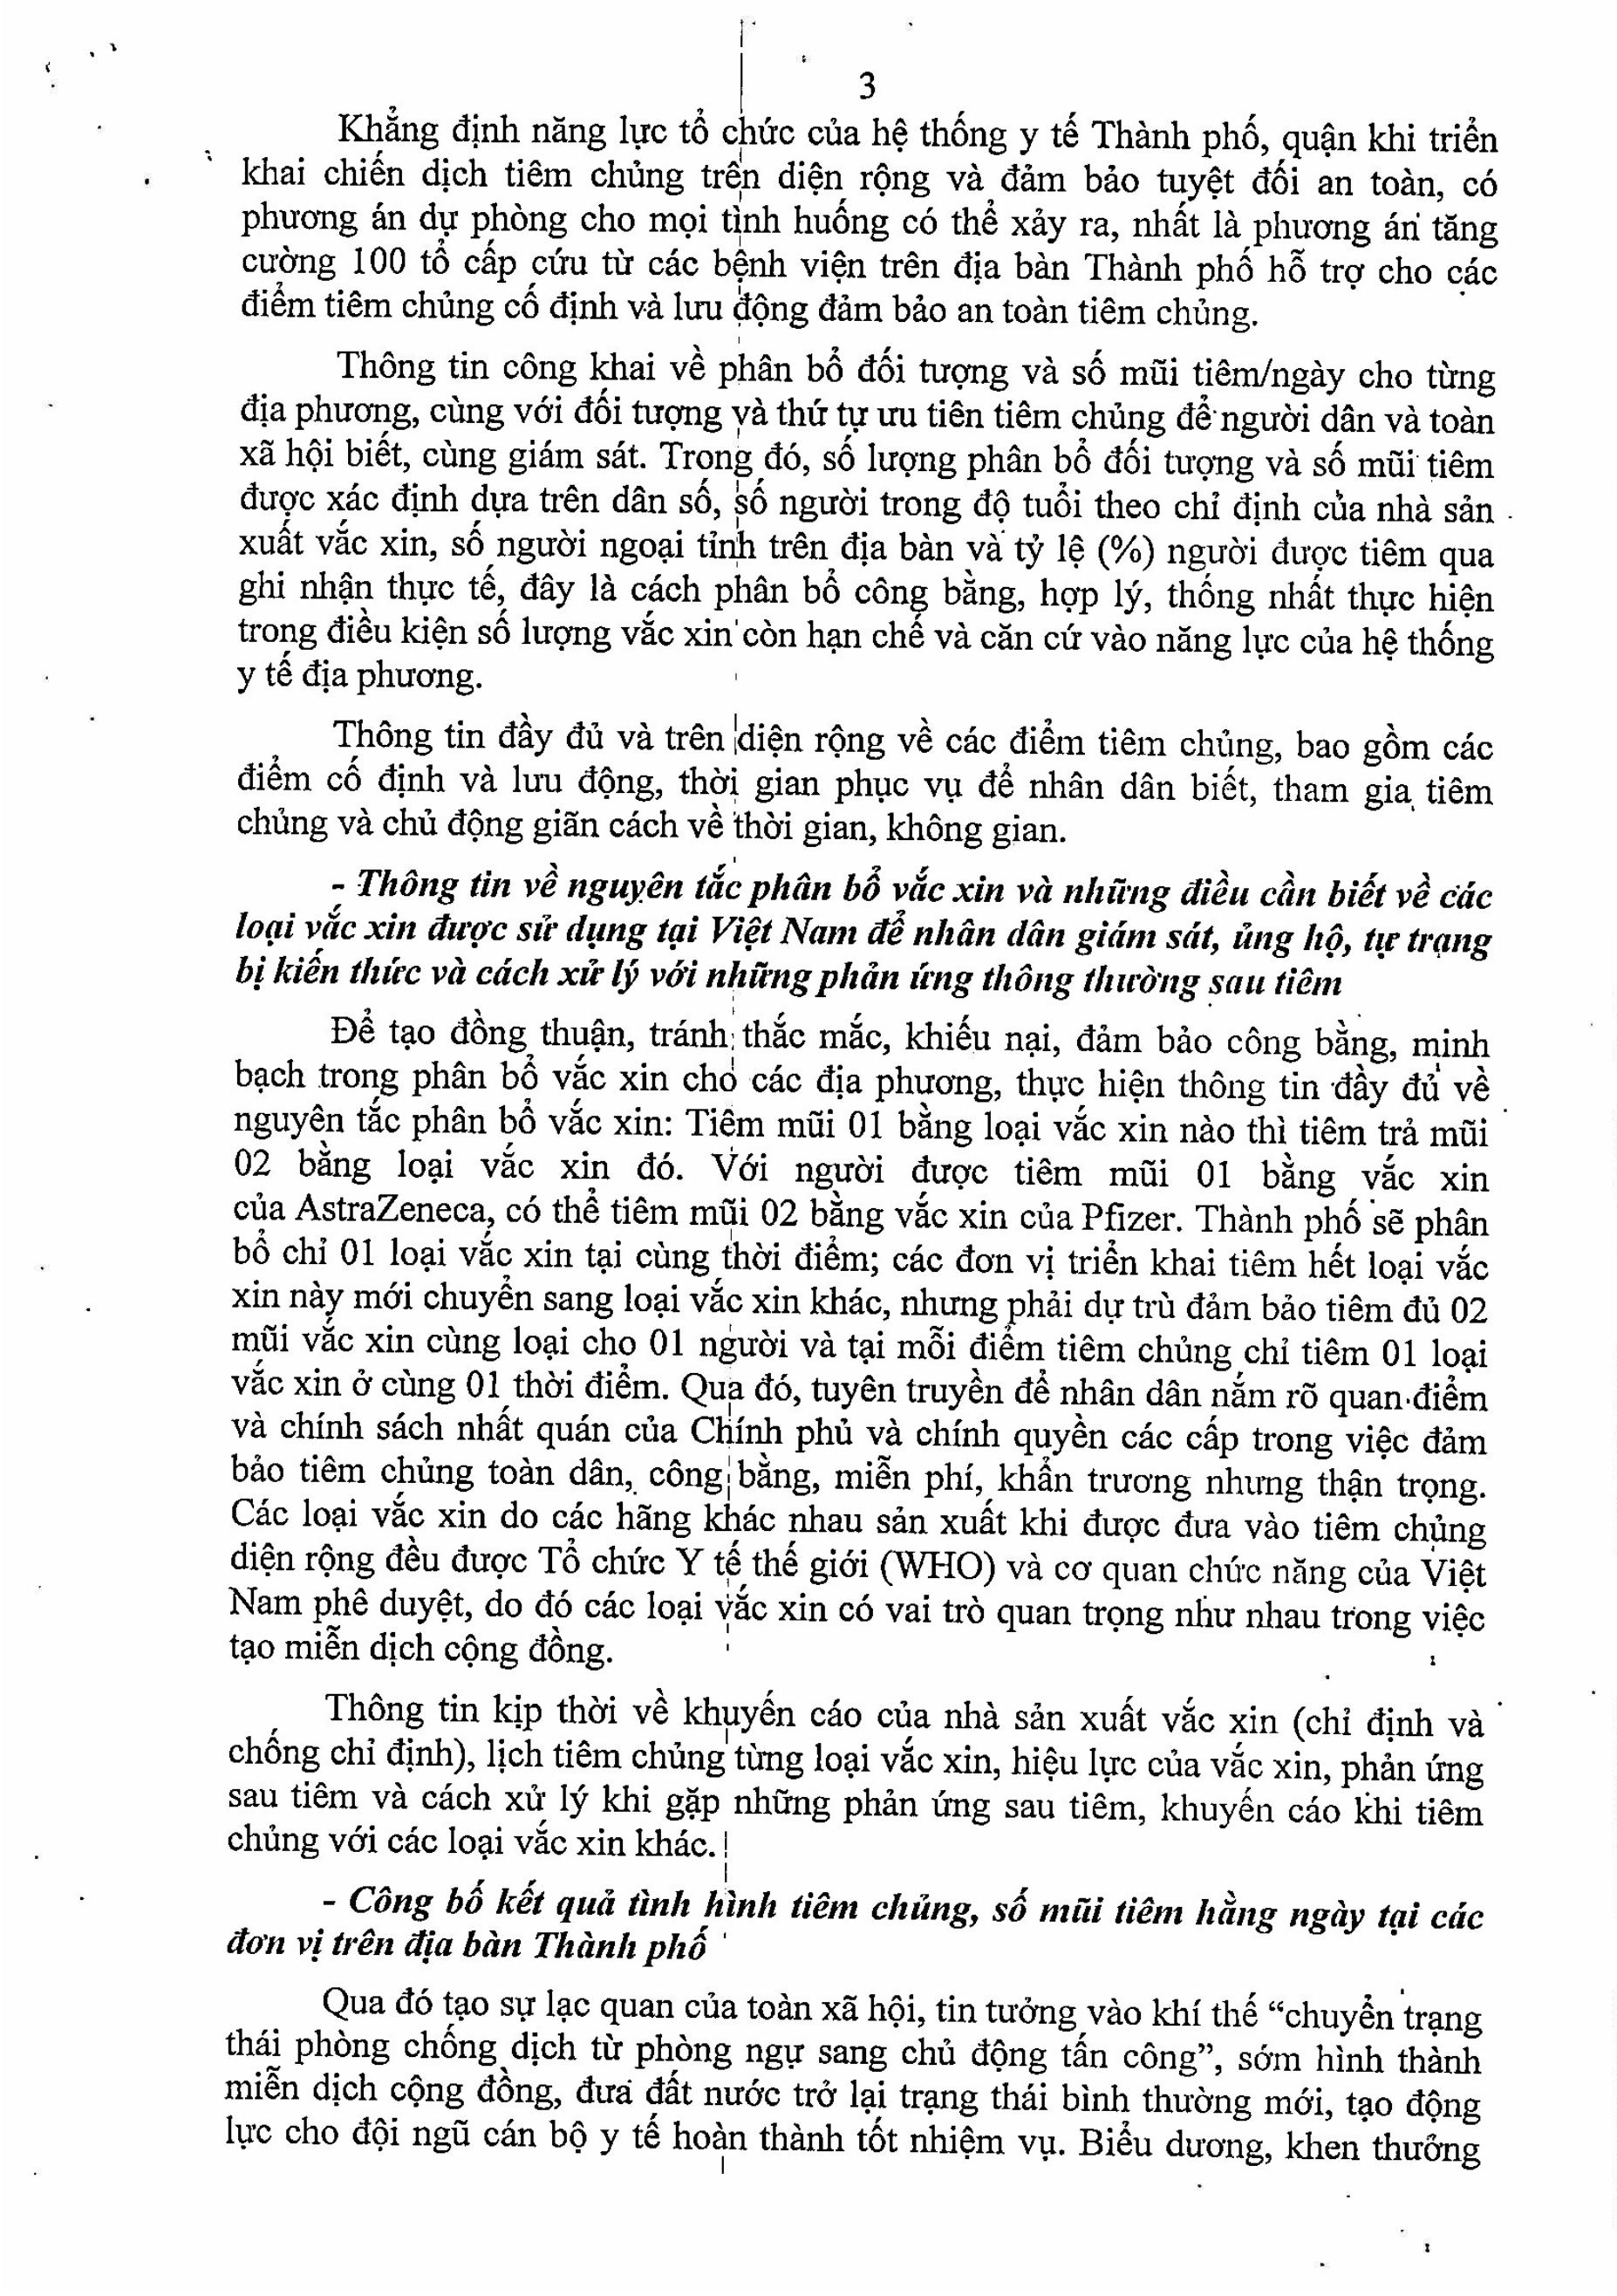 3
Khẳng định năng lực tổ chức của hệ thống y tế Thành phố, quận khi triển
khai chiến dịch tiêm chủng trên diện rộng và đảm bảo tuyệt đối an toàn, có
phương án dự phòng cho mọi tình huống có thể xảy ra, nhất là phương án tăng
cường 100 tổ cấp cứu từ các bệnh viện trên địa bàn Thành phố hỗ trợ cho các
điểm tiêm chủng cố định và lưu động đảm bảo an toàn tiêm chủng.
Thông tin công khai về phân bổ đối tượng và số mũi tiêm/ngày cho từng
địa phương, cùng với đối tượng và thứ tự ưu tiên tiêm chủng để người dân và toàn
xã hội biết, cùng giám sát. Trong đó, số lượng phân bổ đối tượng và số mũi tiêm
được xác định dựa trên dân số, số người trong độ tuổi theo chỉ định của nhà sản
xuất vắc xin, số người ngoại tỉnh trên địa bàn và tỷ lệ (%) người được tiêm qua
ghi nhận thực tế, đây là cách phân bổ công bằng, hợp lý, thống nhất thực hiện
trong điều kiện số lượng vắc xin còn hạn chế và căn cứ vào năng lực của hệ thống
y tế địa phương.
Thông tin đầy đủ và trên diện rộng về các điểm tiêm chủng, bao gồm các
điểm cố định và lưu động, thời gian phục vụ để nhân dân biết, tham gia tiêm
chủng và chủ động giãn cách về thời gian, không gian.
- Thông tin về nguyên tắc phân bổ vắc xin và những điều cần biết về các
loại vắc xin được sử dụng tại Việt Nam để nhân dân giám sát, ủng hộ, tự trang
bị kiến thức và cách xử lý với những phản ứng thông thường sau tiêm
Để tạo đồng thuận, tránh thắc mắc, khiếu nại, đảm bảo công bằng, minh
bạch trong phân bổ vắc xin cho các địa phương, thực hiện thông tin đầy đủ về
nguyên tắc phân bổ vắc xin: Tiêm mũi 01 bằng loại vắc xin nào thì tiêm trả mũi
02 bằng loại vắc xin đó. Với người được tiêm mũi 01 bằng vắc xin
của AstraZeneca, có thể tiêm mũi 02 bằng vắc xin của Pfizer. Thành phố sẽ phân
bổ chỉ 01 loại vắc xin tại cùng thời điểm; các đơn vị triển khai tiêm hết loại vắc
xin này mới chuyển sang loại vắc xin khác, nhưng phải dự trù đảm bảo tiêm đủ 02
mũi vắc xin cùng loại cho 01 người và tại mỗi điểm tiêm chủng chỉ tiêm 01 loại
vắc xin ở cùng 01 thời điểm. Qua đó, tuyên truyền để nhân dân nắm rõ quan điểm
và chính sách nhất quán của Chính phủ và chính quyền các cấp trong việc đảm
bảo tiêm chủng toàn dân, công bằng, miễn phí, khẩn trương nhưng thận trọng.
Các loại vắc xin do các hãng khác nhau sản xuất khi được đưa vào tiêm chủng
diện rộng đều được Tổ chức Y tế thế giới (WHO) và cơ quan chức năng của Việt
Nam phê duyệt, do đó các loại vắc xin có vai trò quan trọng như nhau trong việc
tạo miễn dịch cộng đồng.
Thông tin kịp thời về khuyến cáo của nhà sản xuất vắc xin (chỉ định và
chống chỉ định), lịch tiêm chủng từng loại vắc xin, hiệu lực của vắc xin, phản ứng
sau tiêm và cách xử lý khi gặp những phản ứng sau tiêm, khuyến cáo khi tiêm
chủng với các loại vắc xin khác.
- Công bố kết quả tình hình tiêm chủng, số mũi tiêm hằng ngày tại các
đơn vị trên địa bàn Thành phố
Qua đó tạo sự lạc quan của toàn xã hội, tin tưởng vào khí thế “chuyển trạng
thái phòng chống dịch từ phòng ngự sang chủ động tấn công”, sớm hình thành
miễn dịch cộng đồng, đưa đất nước trở lại trạng thái bình thường mới, tạo động
lực cho đội ngũ cán bộ y tế hoàn thành tốt nhiệm vụ. Biểu dương, khen thưởng